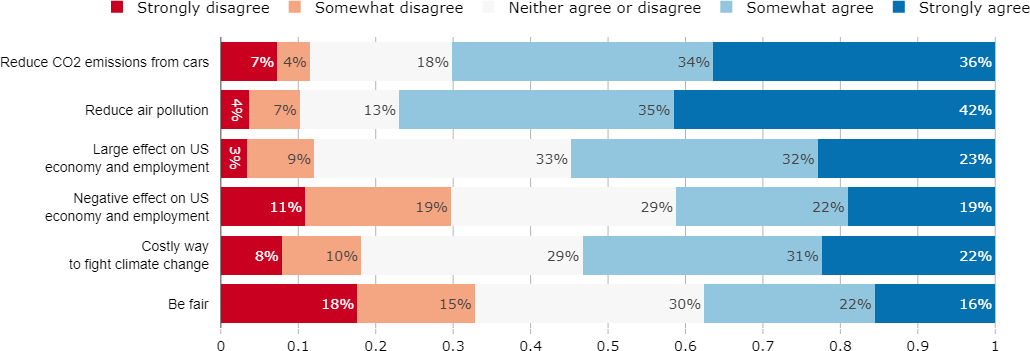 Strongly disagree Somewhat disagree Neither agree or disagree Somewhat agree Strongly agree
Reduce CO2 emissions from cars 7% 4% 18% 34% 36%
Reduce air pollution 4% 7% 13% 35% 42%
Large effect on US
economy and employment 3% 9% 33% 32% 23%
Negative effect on US
economy and employment 11% 19% 29% 22% 19%
Costly way
to fight climate change 8% 10% 29% 31% 22%
Be fair 18% 15% 30% 22% 16%
0 0.1 0.2 0.3 0.4 0.5 0.6 0.7 0.8 0.9 1